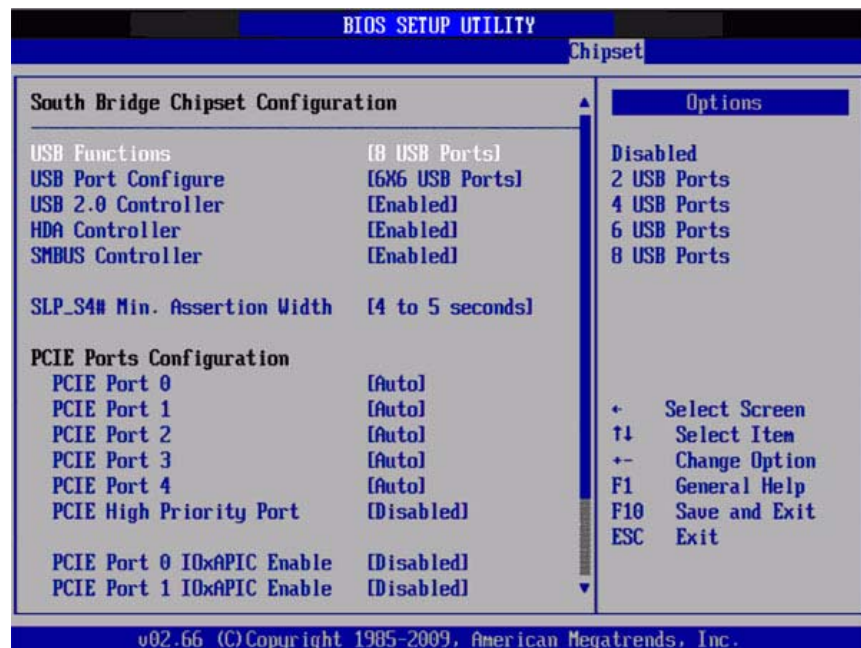 BIOS SETUP UTILITY
Chipset
South Bridge Chipset Configuration
USB Functions [8 USB Ports]
USB Port Configure [6X6 USB Ports]
USB 2.0 Controller [Enabled]
HDA Controller [Enabled]
SMBUS Controller [Enabled]
SLP_S4# Min. Assertion Width [4 to 5 seconds]
PCIE Ports Configuration
PCIE Port 0 [Auto]
PCIE Port 1 [Auto]
PCIE Port 2 [Auto]
PCIE Port 3 [Auto]
PCIE Port 4 [Auto]
PCIE High Priority Port [Disabled]
PCIE Port 0 IOxAPIC Enable [Disabled]
PCIE Port 1 IOxAPIC Enable [Disabled]
Options
Disabled
2 USB Ports
4 USB Ports
6 USB Ports
8 USB Ports
← Select Screen
↑↓ Select Item
+- Change Option
F1 General Help
F10 Save and Exit
ESC Exit
v02.66 (C)Copyright 1985-2009, American Megatrends, Inc.